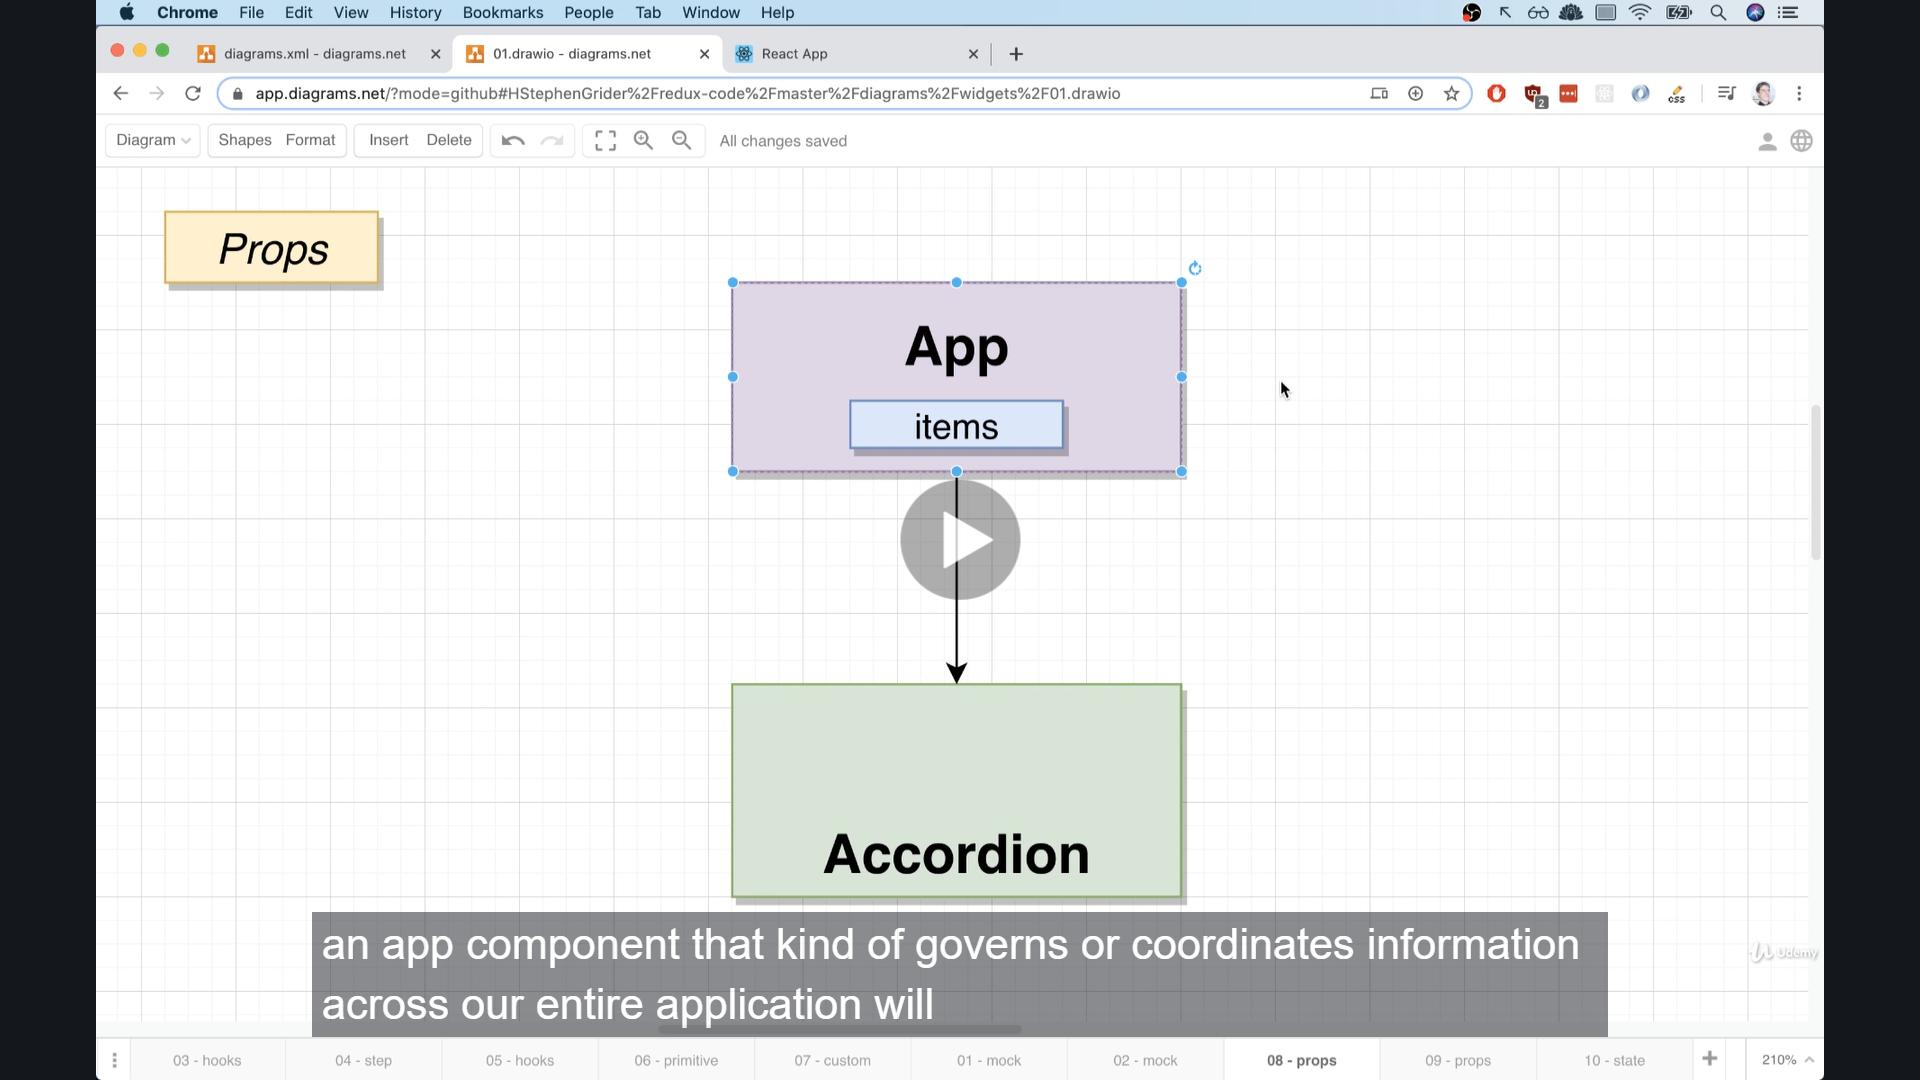 Chrome File Edit View History Bookmarks People Tab Window Help
diagrams.xml - diagrams.net
01.drawio - diagrams.net
React App
app.diagrams.net/?mode=github#HStephenGrider%2Fredux-code%2Fmaster%2Fdiagrams%2Fwidgets%2F01.drawio
2
css
Diagram Shapes Format Insert Delete All changes saved
Props
App
items
Accordion
an app component that kind of governs or coordinates information
across our entire application will
Udemy
03 - hooks 04 - step 05 - hooks 06 - primitive 07 - custom 01 - mock 02 - mock 08 - props 09 - props 10 - state 210%